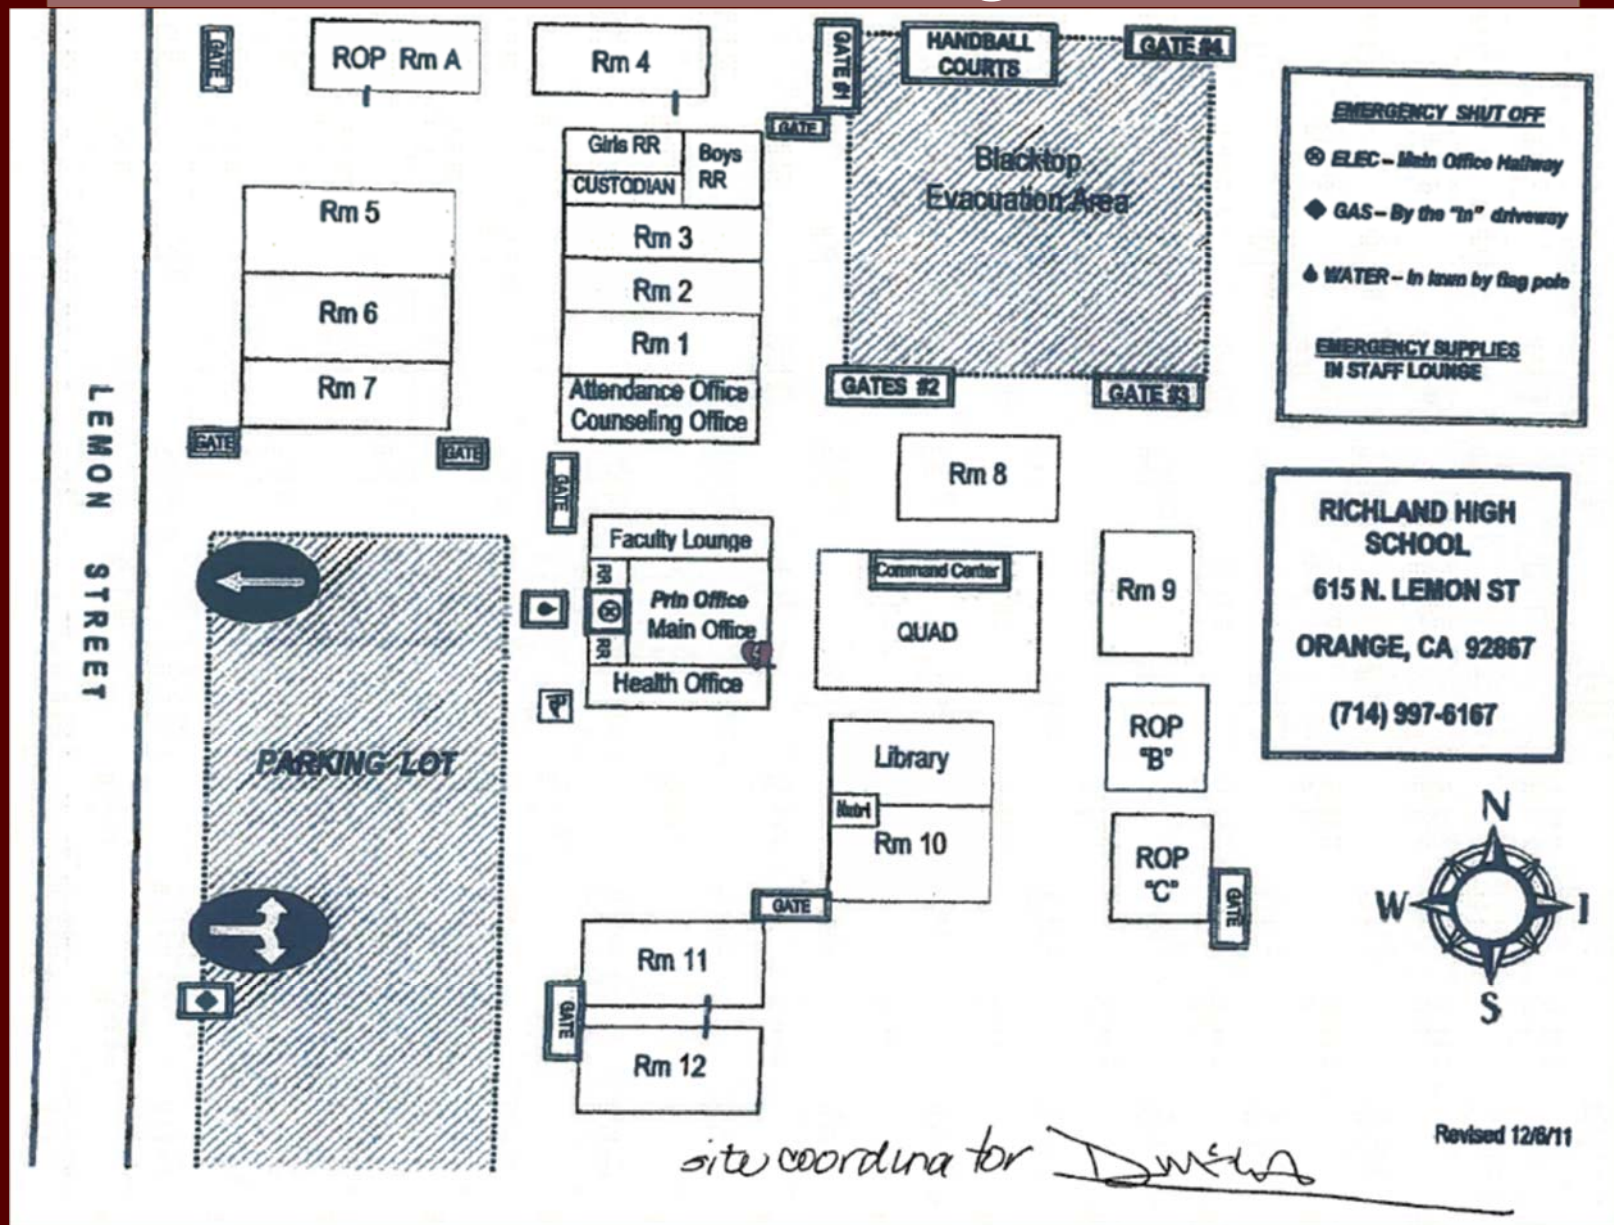 GATE
ROP Rm A
Rm 4
GATE #1
HANDBALL
COURTS
GATE #4
GATE
Girls RR
Boys
RR
CUSTODIAN
Blacktop
Evacuation Area
Rm 5
Rm 6
Rm 7
Rm 3
Rm 2
Rm 1
Attendance Office
Counseling Office
GATES #2
GATE #3
GATE
GATE
GATE
EMERGENCY SHUT OFF
ELEC – Main Office Hallway
GAS – By the "In" driveway
WATER – In lawn by flag pole
EMERGENCY SUPPLIES
IN STAFF LOUNGE
LEMON STREET
Rm 8
Faculty Lounge
RR
Prin Office
Main Office
RR
Health Office
Command Center
QUAD
Rm 9
RICHLAND HIGH
SCHOOL
615 N. LEMON ST
ORANGE, CA 92867
(714) 997-6167
PARKING LOT
Library
Nutri
Rm 10
ROP
"B"
ROP
"C"
GATE
GATE
Rm 11
GATE
Rm 12
N
W
S
Revised 12/6/11
site coordinator